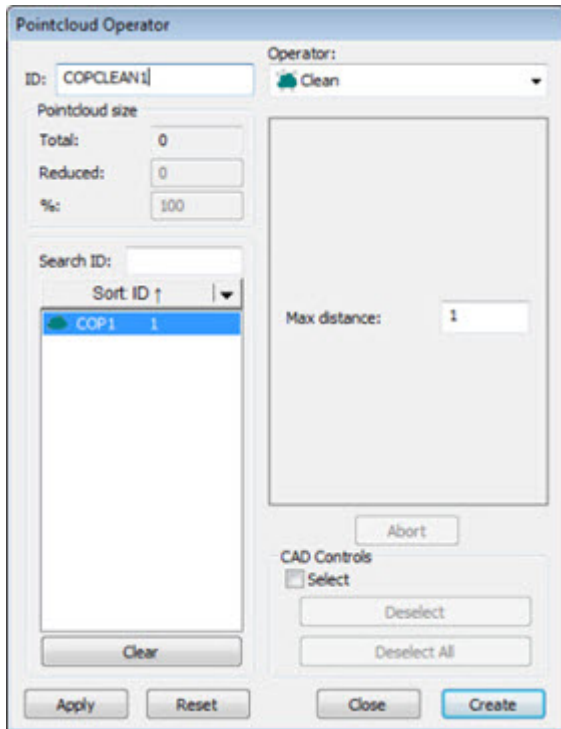 Pointcloud Operator
Operator:
ID: COPCLEAN1 Clean
Pointcloud size
Total: 0
Reduced: 0
%: 100
Search ID:
Sort ID ↑
COP1 1
Max distance: 1
Abort
CAD Controls
Select
Deselect
Deselect All
Clear
Apply Reset Close Create